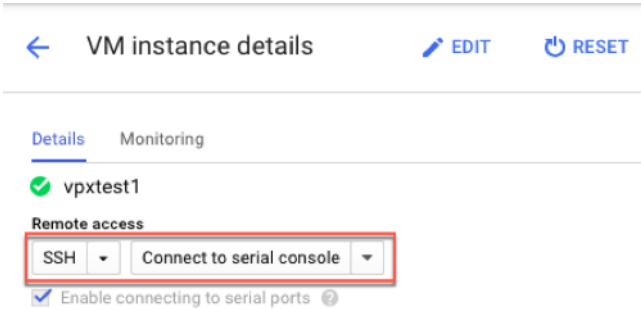 VM instance details EDIT RESET
Details Monitoring
vpxtest1
Remote access
SSH Connect to serial console
Enable connecting to serial ports ?